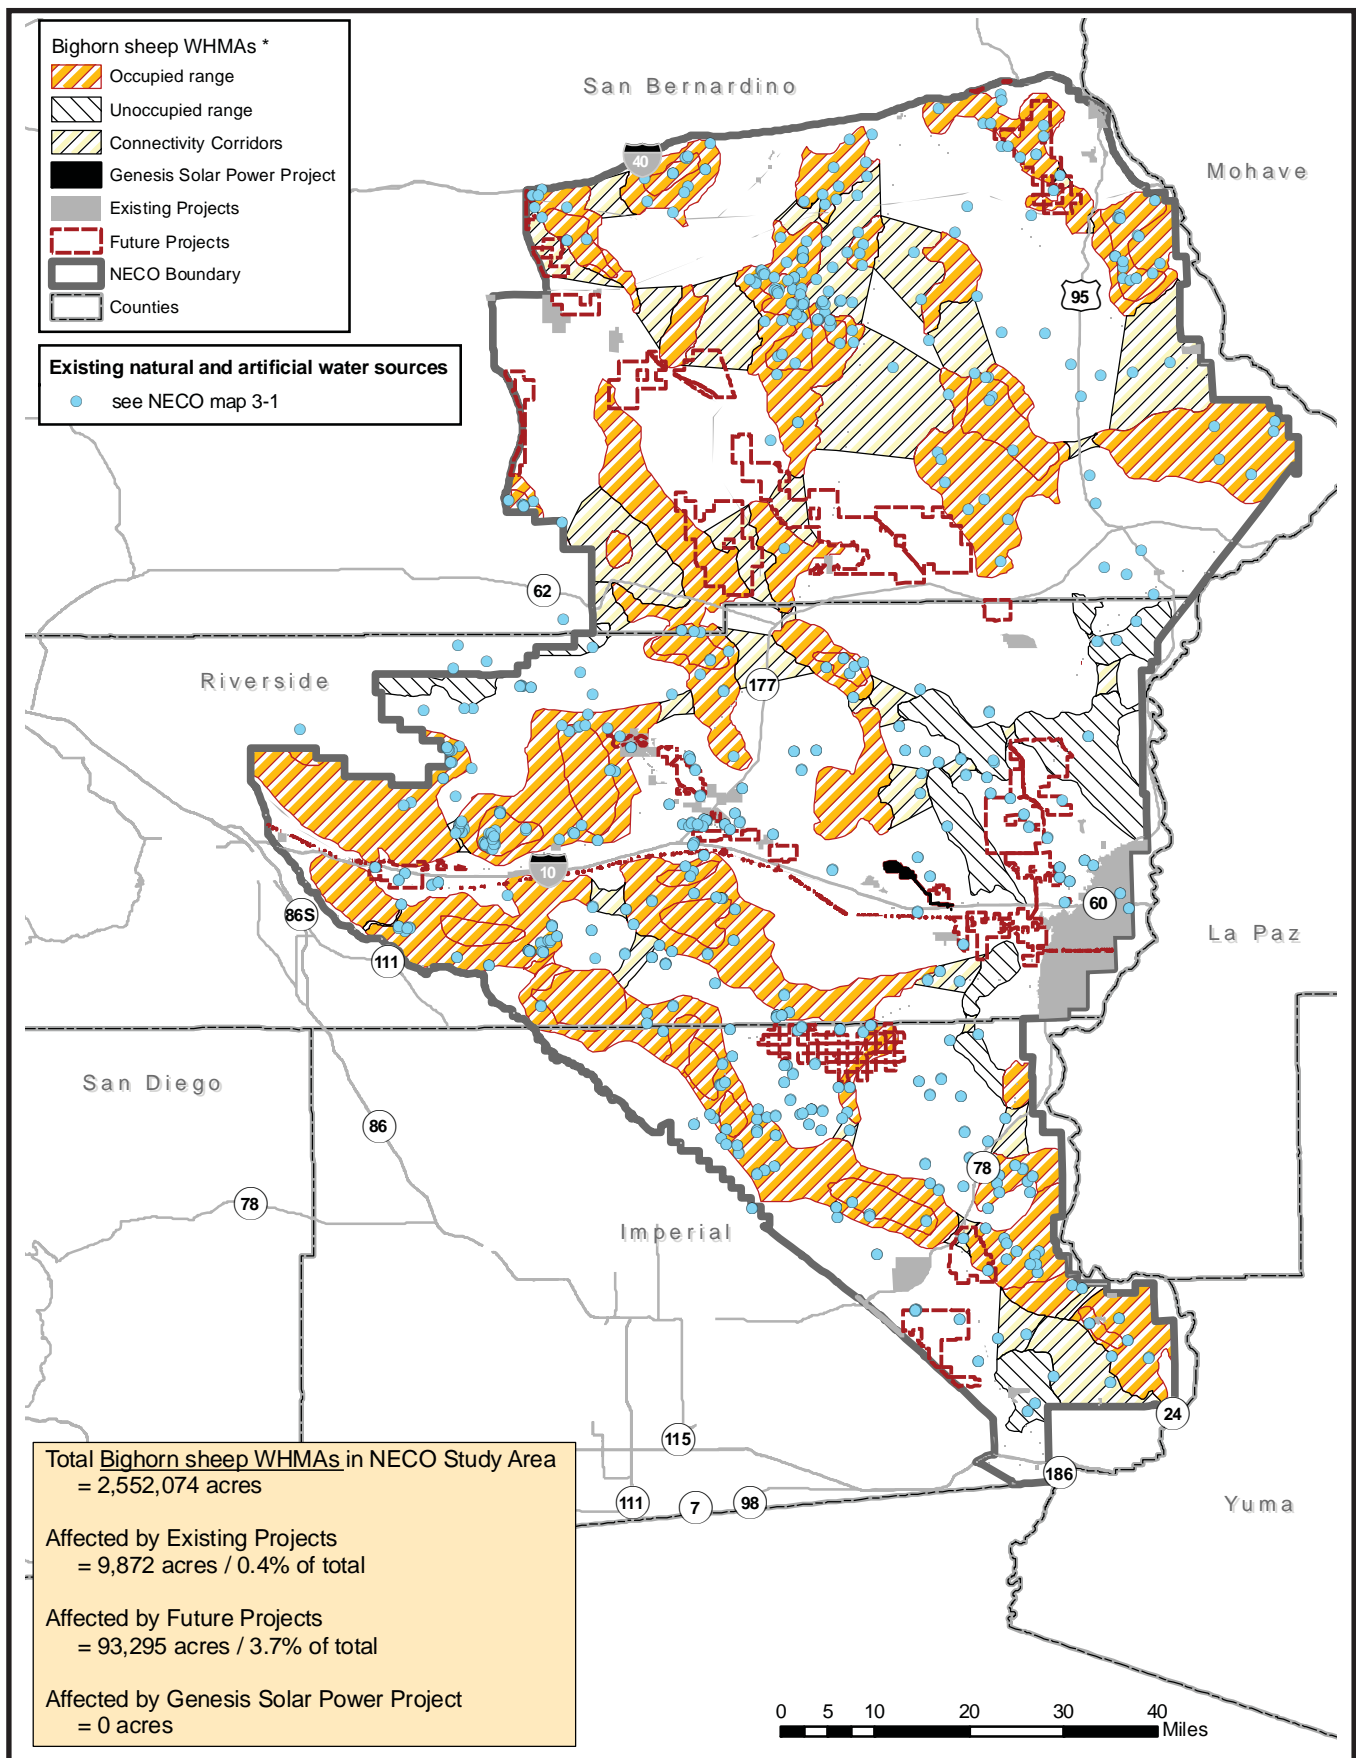 Bighorn sheep WHMAs *
Occupied range
Unoccupied range
Connectivity Corridors
Genesis Solar Power Project
Existing Projects
Future Projects
NECO Boundary
Counties
Existing natural and artificial water sources
see NECO map 3-1
San Bernardino
40
Mohave
95
62
Riverside
177
10
86S
111
60
La Paz
San Diego
86
78
78
Imperial
24
115
186
111
7
98
Yuma
Total Bighorn sheep WHMAs in NECO Study Area
= 2,552,074 acres
Affected by Existing Projects
= 9,872 acres / 0.4% of total
Affected by Future Projects
= 93,295 acres / 3.7% of total
Affected by Genesis Solar Power Project
= 0 acres
0 5 10 20 30 40
Miles